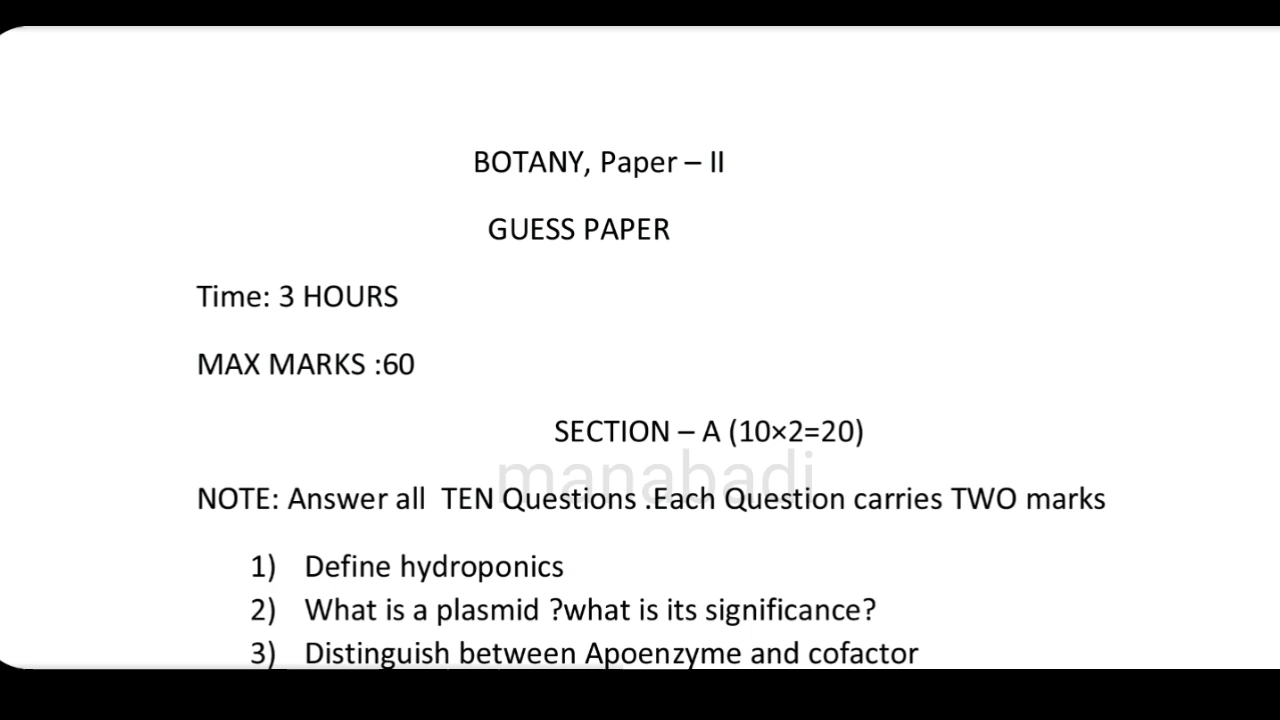 BOTANY, Paper – II
GUESS PAPER
Time: 3 HOURS
MAX MARKS :60
SECTION – A (10×2=20)
manabadi
NOTE: Answer all  TEN Questions .Each Question carries TWO marks
1) Define hydroponics
2) What is a plasmid ?what is its significance?
3) Distinguish between Apoenzyme and cofactor